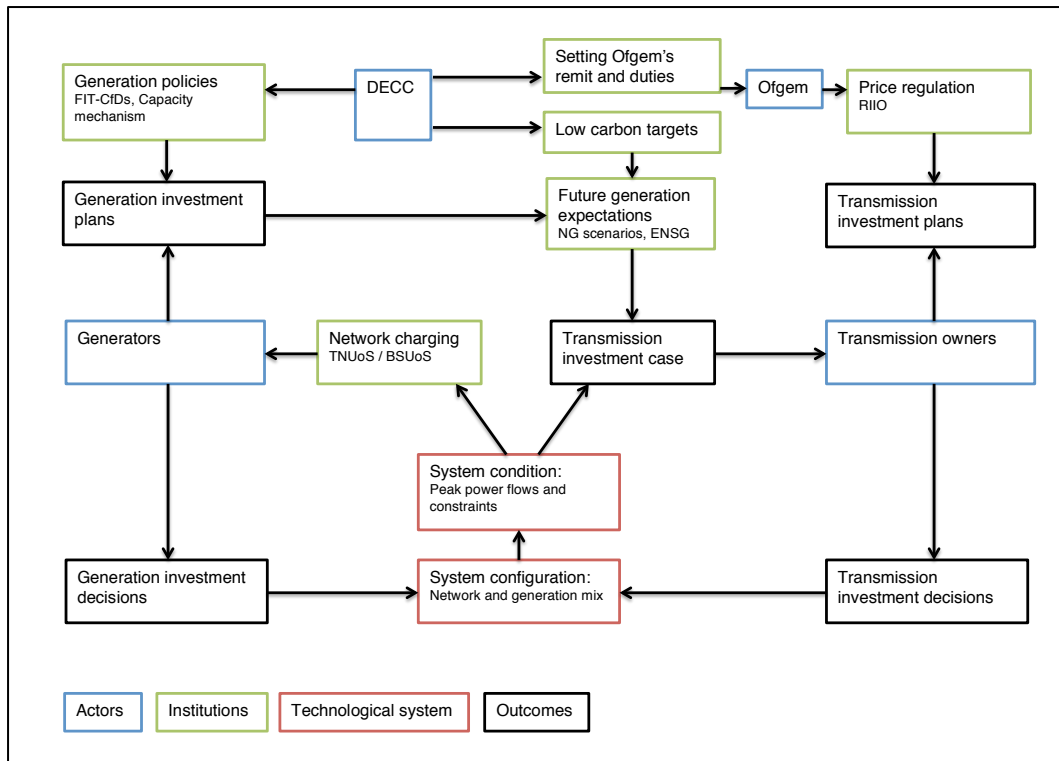 Generation policies
FIT-CfDs, Capacity
mechanism
DECC
Setting Ofgem's
remit and duties
Ofgem
Price regulation
RIIO
Low carbon targets
Generation investment
plans
Future generation
expectations
NG scenarios, ENSG
Transmission
investment plans
Generators
Network charging
TNUoS / BSUoS
Transmission
investment case
Transmission owners
System condition:
Peak power flows and
constraints
Generation investment
decisions
System configuration:
Network and generation mix
Transmission
investment decisions
Actors
Institutions
Technological system
Outcomes